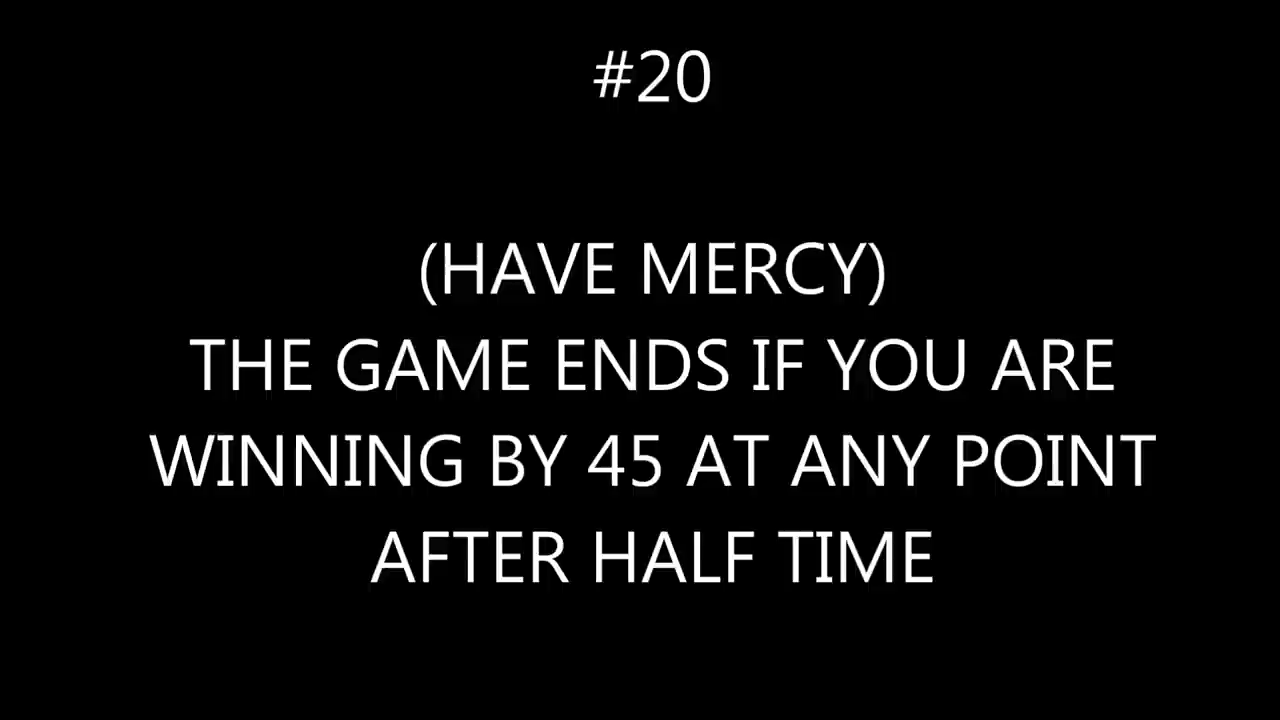 #20
(HAVE MERCY)
THE GAME ENDS IF YOU ARE
WINNING BY 45 AT ANY POINT
AFTER HALF TIME